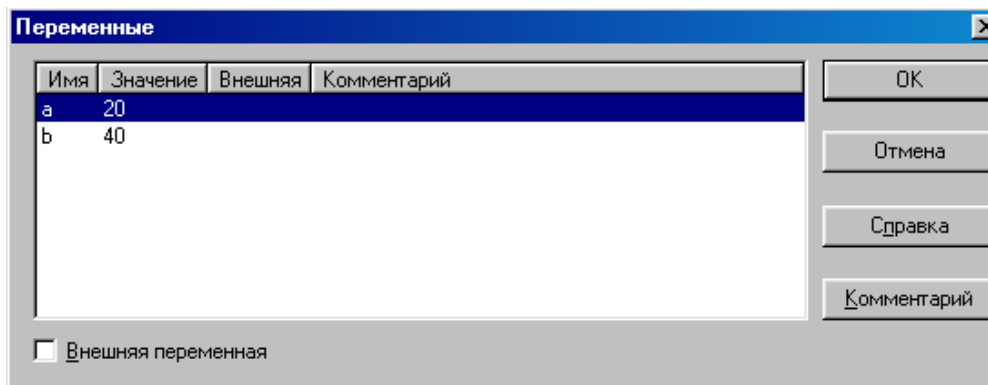 Переменные
Имя Значение Внешняя Комментарий
a 20
b 40
OK
Отмена
Справка
Комментарий
Внешняя переменная